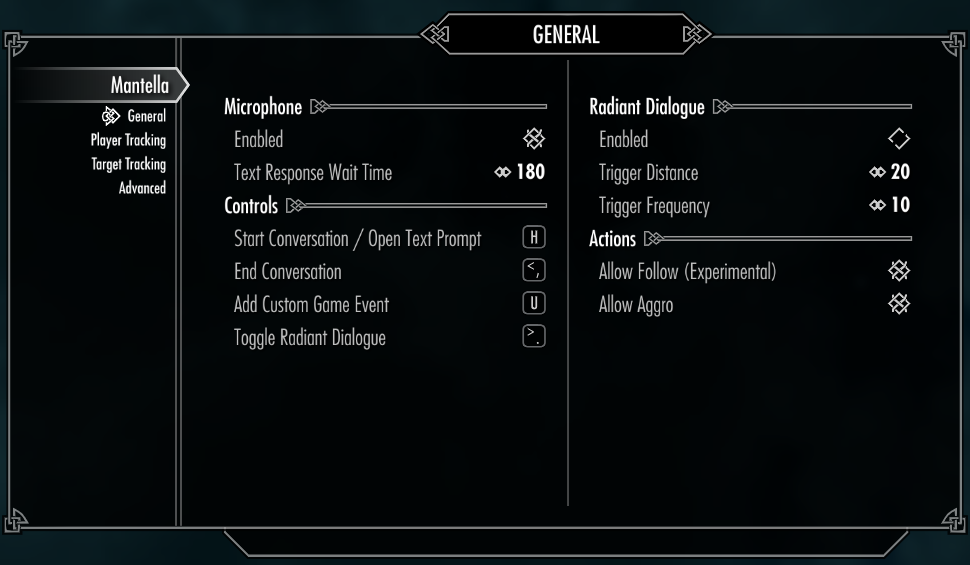 GENERAL
Mantella
General
Player Tracking
Target Tracking
Advanced
Microphone
Enabled
Text Response Wait Time 180
Controls
Start Conversation / Open Text Prompt H
End Conversation <,
Add Custom Game Event U
Toggle Radiant Dialogue >.
Radiant Dialogue
Enabled
Trigger Distance 20
Trigger Frequency 10
Actions
Allow Follow (Experimental)
Allow Aggro